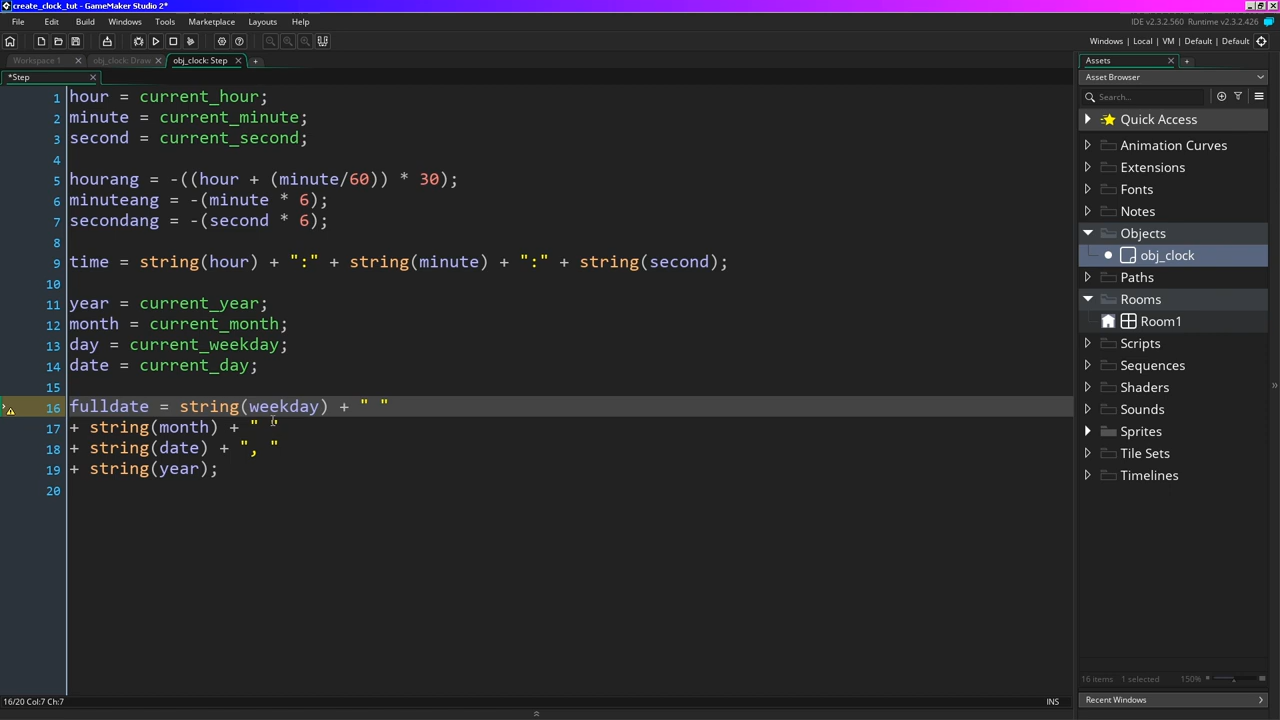 create_clock_tut - GameMaker Studio 2*
File Edit Build Windows Tools Marketplace Layouts Help
IDE v2.3.2.560 Runtime v2.3.2.426
Windows | Local | VM | Default | Default
Workspace 1 obj_clock: Draw obj_clock: Step
*Step
1 hour = current_hour;
2 minute = current_minute;
3 second = current_second;
4
5 hourang = -((hour + (minute/60)) * 30);
6 minuteang = -(minute * 6);
7 secondang = -(second * 6);
8
9 time = string(hour) + ":" + string(minute) + ":" + string(second);
10
11 year = current_year;
12 month = current_month;
13 day = current_weekday;
14 date = current_day;
15
16 fulldate = string(weekday) + " "
17 + string(month) + " "
18 + string(date) + ", "
19 + string(year);
20
16/20 Col:7 Ch:7
INS
Assets
Asset Browser
Search...
Quick Access
Animation Curves
Extensions
Fonts
Notes
Objects
obj_clock
Paths
Rooms
Room1
Scripts
Sequences
Shaders
Sounds
Sprites
Tile Sets
Timelines
16 items 1 selected 150%
Recent Windows